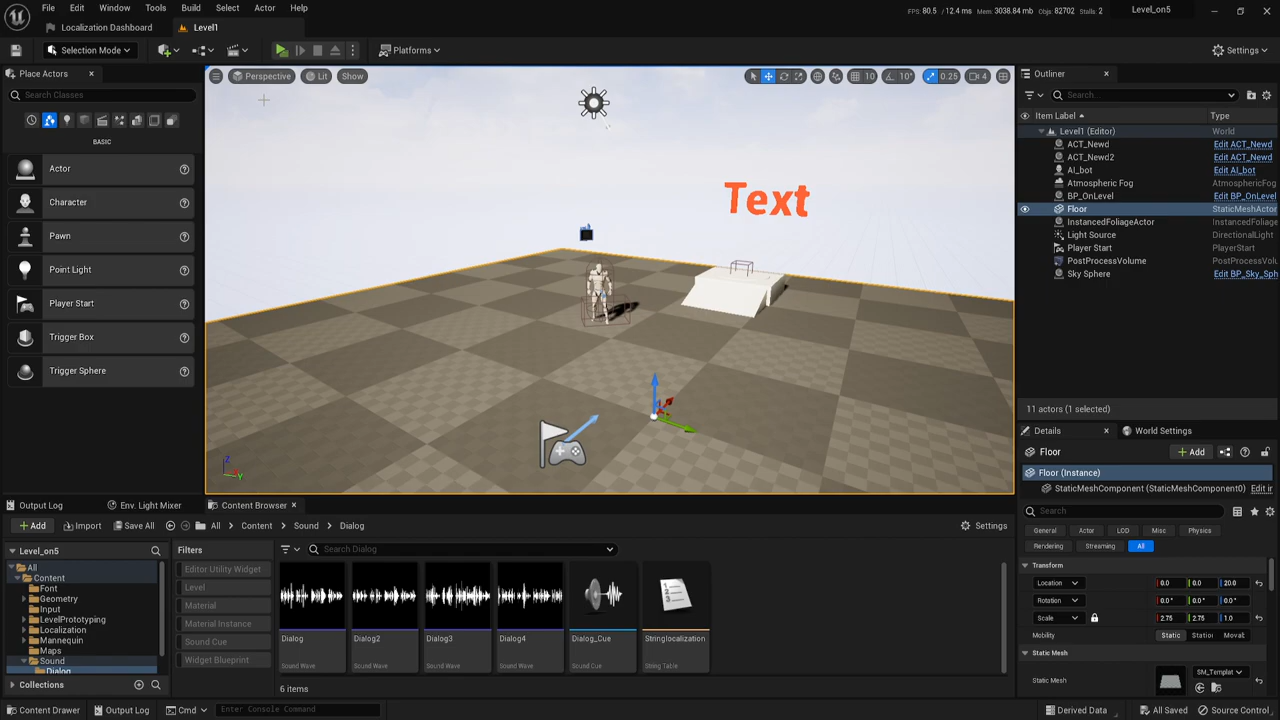 File Edit Window Tools Build Select Actor Help
FPS: 80.5 / 12.4 ms Mem: 3038.84 mb Objs: 82702 Stalls: 2
Level_on5
Localization Dashboard
Level1
Selection Mode
Platforms
Settings
Place Actors
Search Classes
BASIC
Actor
Character
Pawn
Point Light
Player Start
Trigger Box
Trigger Sphere
Perspective
Lit
Show
10
10°
0.25
4
Text
Z
Y
Outliner
Search...
Item Label
Type
Level1 (Editor) World
ACT_Newd Edit ACT_Newd
ACT_Newd2 Edit ACT_Newd
AI_bot Edit AI_bot
Atmospheric Fog AtmosphericFog
BP_OnLevel Edit BP_OnLevel
Floor StaticMeshActor
InstancedFoliageActor InstancedFoliage
Light Source DirectionalLight
Player Start PlayerStart
PostProcessVolume PostProcessVolum
Sky Sphere Edit BP_Sky_Sph
11 actors (1 selected)
Details
World Settings
Floor
Add
Floor (Instance)
StaticMeshComponent (StaticMeshComponent0) Edit in
Search
General Actor LOD Misc Physics
Rendering Streaming All
Transform
Location 0.0 0.0 20.0
Rotation 0.0° 0.0° 0.0°
Scale 2.75 2.75 1.0
Mobility Static Station Movat
Static Mesh
Static Mesh SM_Templat
Output Log
Env. Light Mixer
Content Browser
Add Import Save All All Content Sound Dialog
Settings
Level_on5
All
Content
Font
Geometry
Input
LevelPrototyping
Localization
Mannequin
Maps
Sound
Dialog
Collections
Filters
Editor Utility Widget
Level
Material
Material Instance
Sound Cue
Widget Blueprint
Search Dialog
Dialog Dialog2 Dialog3 Dialog4 Dialog_Cue Stringlocalization
Sound Wave Sound Wave Sound Wave Sound Wave Sound Cue String Table
6 items
Content Drawer Output Log Cmd Enter Console Command
Derived Data All Saved Source Control